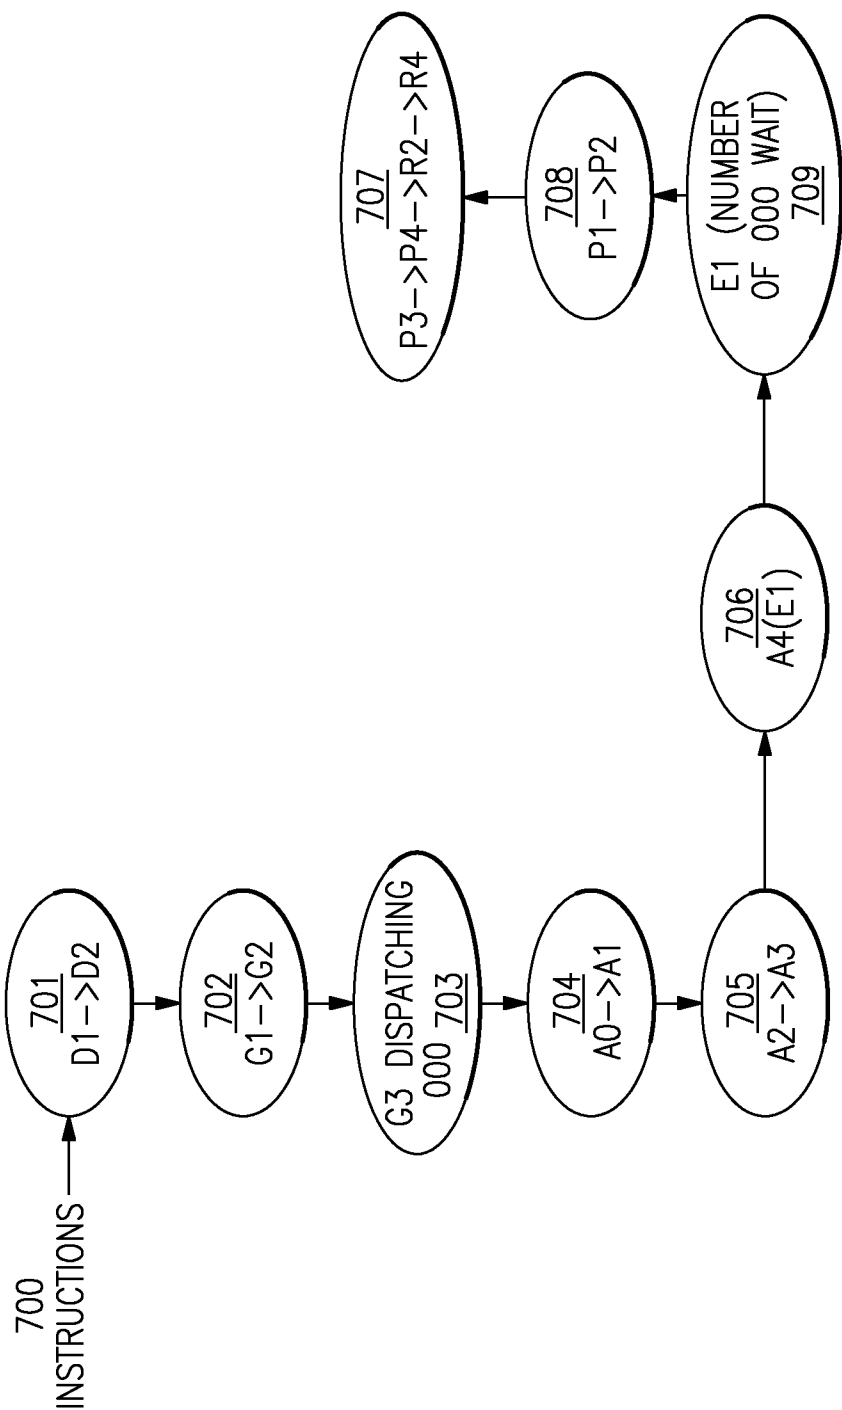 700
INSTRUCTIONS
701
D1->D2
702
G1->G2
G3 DISPATCHING
000 703
704
A0->A1
705
A2->A3
706
A4(E1)
E1 (NUMBER
OF 000 WAIT)
709
708
P1->P2
707
P3->P4->R2->R4